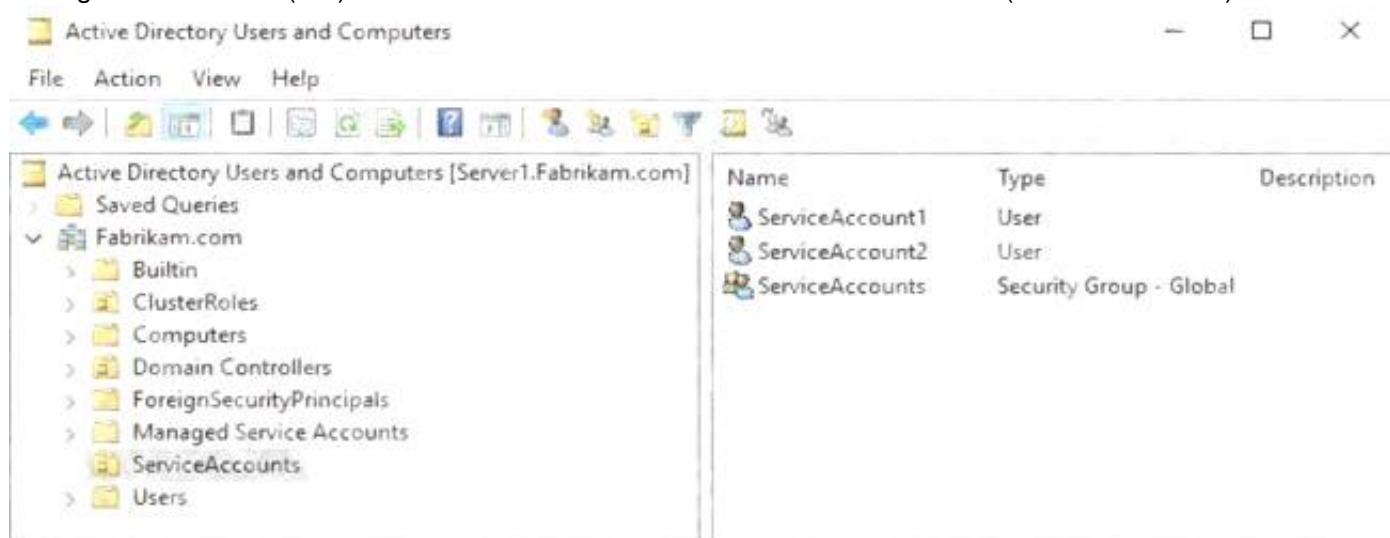 Active Directory Users and Computers
File Action View Help
Active Directory Users and Computers [Server1.Fabrikam.com]
Saved Queries
Fabrikam.com
Builtin
ClusterRoles
Computers
Domain Controllers
ForeignSecurityPrincipals
Managed Service Accounts
ServiceAccounts
Users
Name Type Description
ServiceAccount1 User
ServiceAccount2 User
ServiceAccounts Security Group - Global